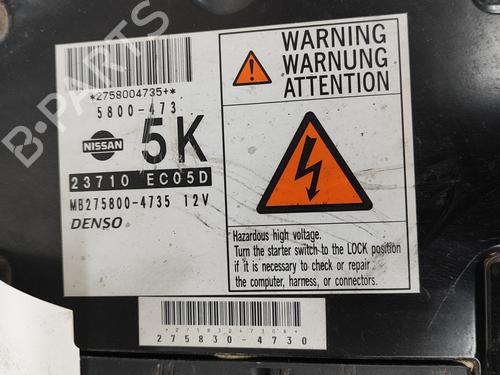 *2758004735+*
5800-473
NISSAN
5K
23710 EC05D
MB275800-4735 12V
DENSO
WARNING
WARNUNG
ATTENTION
Hazardous high voltage.
Turn the starter switch to the LOCK position
if it is necessary to check or repair
the computer, harness, or connectors.
275830-4730
B-PARTS